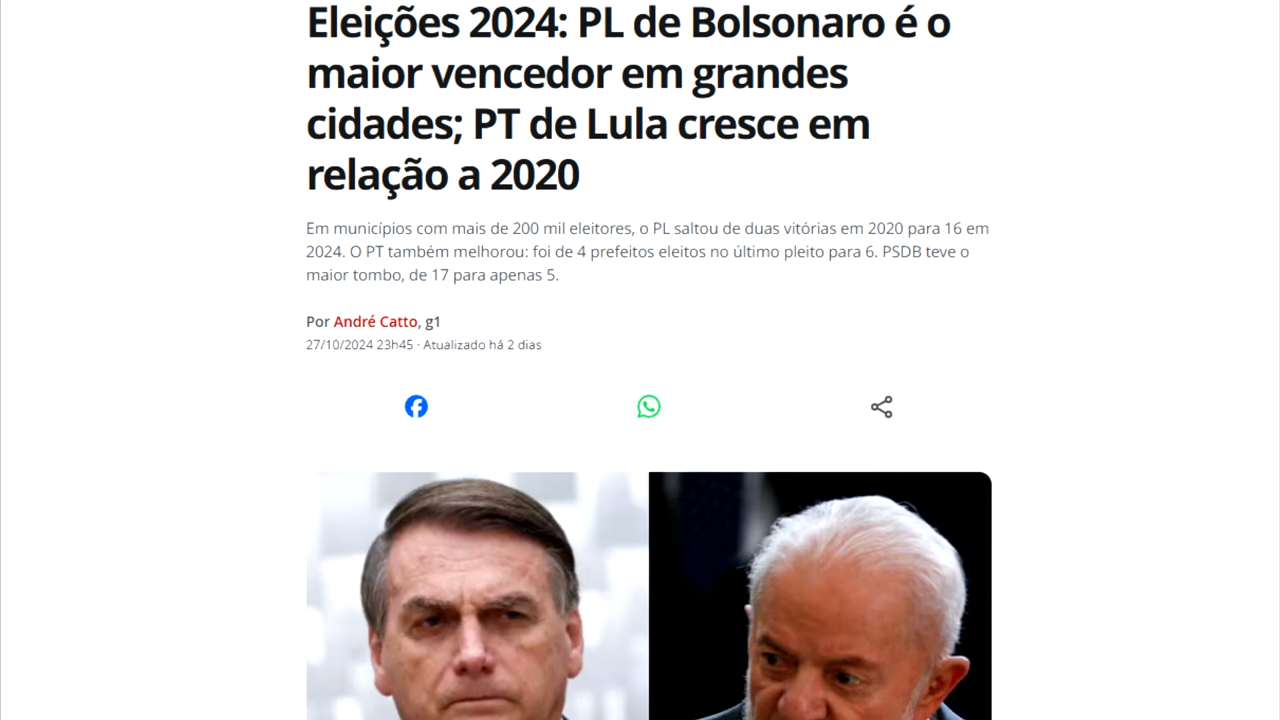 Eleições 2024: PL de Bolsonaro é o
maior vencedor em grandes
cidades; PT de Lula cresce em
relação a 2020
Em municípios com mais de 200 mil eleitores, o PL saltou de duas vitórias em 2020 para 16 em
2024. O PT também melhorou: foi de 4 prefeitos eleitos no último pleito para 6. PSDB teve o
maior tombo, de 17 para apenas 5.
Por André Catto, g1
27/10/2024 23h45 · Atualizado há 2 dias